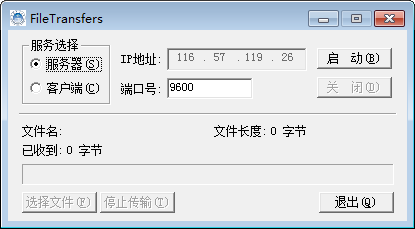 FileTransfers
服务选择
服务器(S)
客户端(C)
IP地址: 116 . 57 . 119 . 26
端口号: 9600
启 动(B)
关 闭(D)
文件名:
文件长度: 0 字节
已收到: 0 字节
选择文件(F)
停止传输(T)
退出(Q)